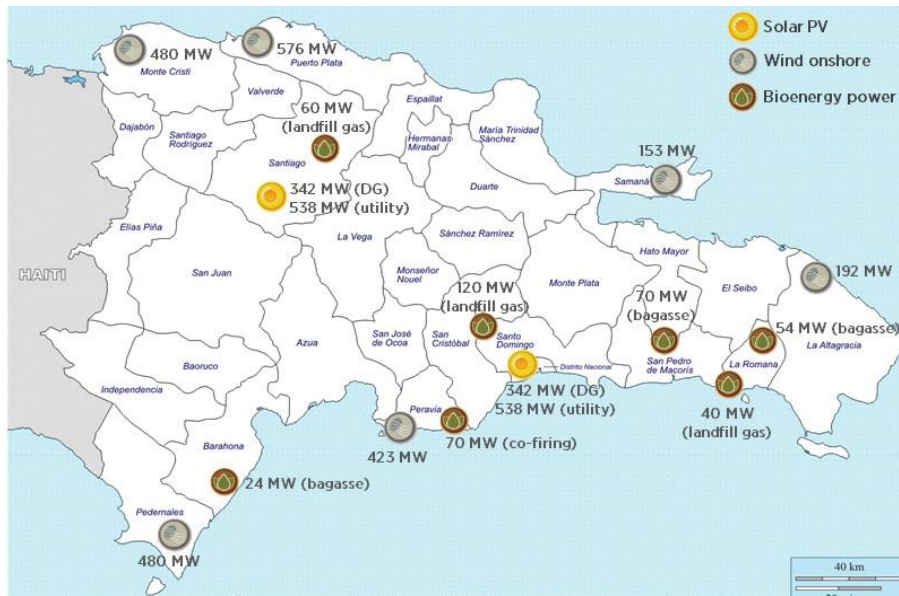 Solar PV
Wind onshore
Bioenergy power
480 MW
Monte Cristi
576 MW
Puerto Plata
Valverde
60 MW
(landfill gas)
Espaillat
Dajabón
Santiago
Rodríguez
Santiago
Hermanas
Mirabal
María Trinidad
Sánchez
153 MW
Samaná
342 MW (DG)
538 MW (utility)
Duarte
Elías Piña
La Vega
Sánchez Ramírez
Hato Mayor
HAITI
San Juan
Monseñor
Nouel
Monte Plata
El Seibo
192 MW
120 MW
(landfill gas)
70 MW
(bagasse)
54 MW (bagasse)
La Altagracia
Azua
San José
de Ocoa
San
Cristóbal
Santo
Domingo
Distrito Nacional
San Pedro
de Macorís
La Romana
Baoruco
Independencia
342 MW (DG)
538 MW (utility)
Peravia
40 MW
(landfill gas)
423 MW
70 MW (co-firing)
Barahona
24 MW (bagasse)
Pedernales
480 MW
40 km